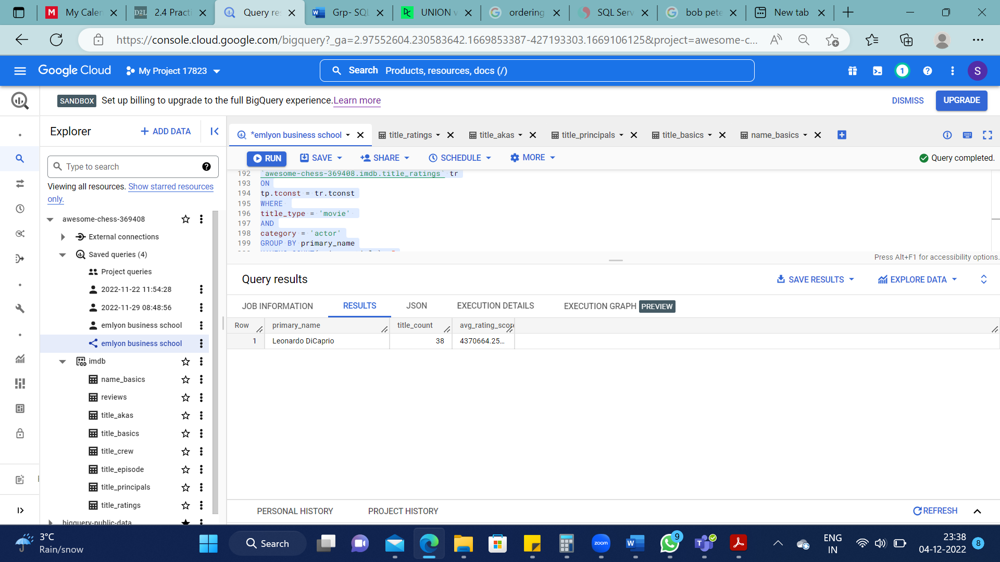 My Caler
2.4 Practi
Query re
Grp- SQL
UNION v
ordering
SQL Serv
bob pete
New tab
https://console.cloud.google.com/bigquery?_ga=2.97552604.230583642.1669853387-427193303.1669106125&project=awesome-c...
Google Cloud
My Project 17823
Search Products, resources, docs (/)
1
S
SANDBOX Set up billing to upgrade to the full BigQuery experience. Learn more
DISMISS
UPGRADE
Explorer
+ ADD DATA
*emlyon business school
title_ratings
title_akas
title_principals
title_basics
name_basics
Type to search
RUN
SAVE
SHARE
SCHEDULE
MORE
Query completed.
Viewing all resources. Show starred resources
only.
awesome-chess-369408
External connections
Saved queries (4)
Project queries
2022-11-22 11:54:28
2022-11-29 08:48:56
emlyon business school
emlyon business school
imdb
name_basics
reviews
title_akas
title_basics
title_crew
title_episode
title_principals
title_ratings
bigquery-public-data
192 `awesome-chess-369408.imdb.title_ratings` tr
193 ON
194 tp.tconst = tr.tconst
195 WHERE
196 title_type = 'movie'
197 AND
198 category = 'actor'
199 GROUP BY primary_name
Press Alt+F1 for accessibility options.
Query results
SAVE RESULTS
EXPLORE DATA
JOB INFORMATION
RESULTS
JSON
EXECUTION DETAILS
EXECUTION GRAPH PREVIEW
Row primary_name title_count avg_rating_score
1 Leonardo DiCaprio 38 4370664.25...
PERSONAL HISTORY
PROJECT HISTORY
REFRESH
3°C
Rain/snow
Search
zoom
9
ENG
IN
23:38
04-12-2022
8